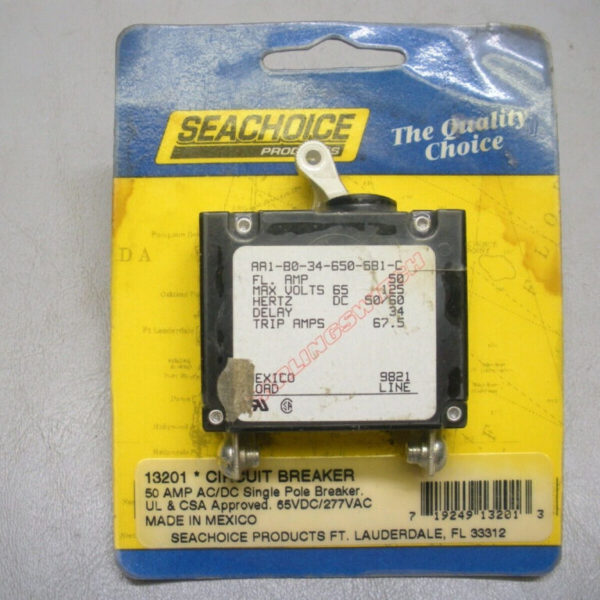 SEACHOICE
PRODUCTS
The Quality
Choice
AA1-B0-34-650-5B1-C
FL. AMP 50
MAX VOLTS 65 125
HERTZ DC 50/60
DELAY 34
TRIP AMPS 67.5
MEXICO 9821
LOAD LINE
13201 * CIRCUIT BREAKER
50 AMP AC/DC Single Pole Breaker.
UL & CSA Approved. 65VDC/277VAC
MADE IN MEXICO
7 19249 13201 3
SEACHOICE PRODUCTS FT. LAUDERDALE, FL 33312